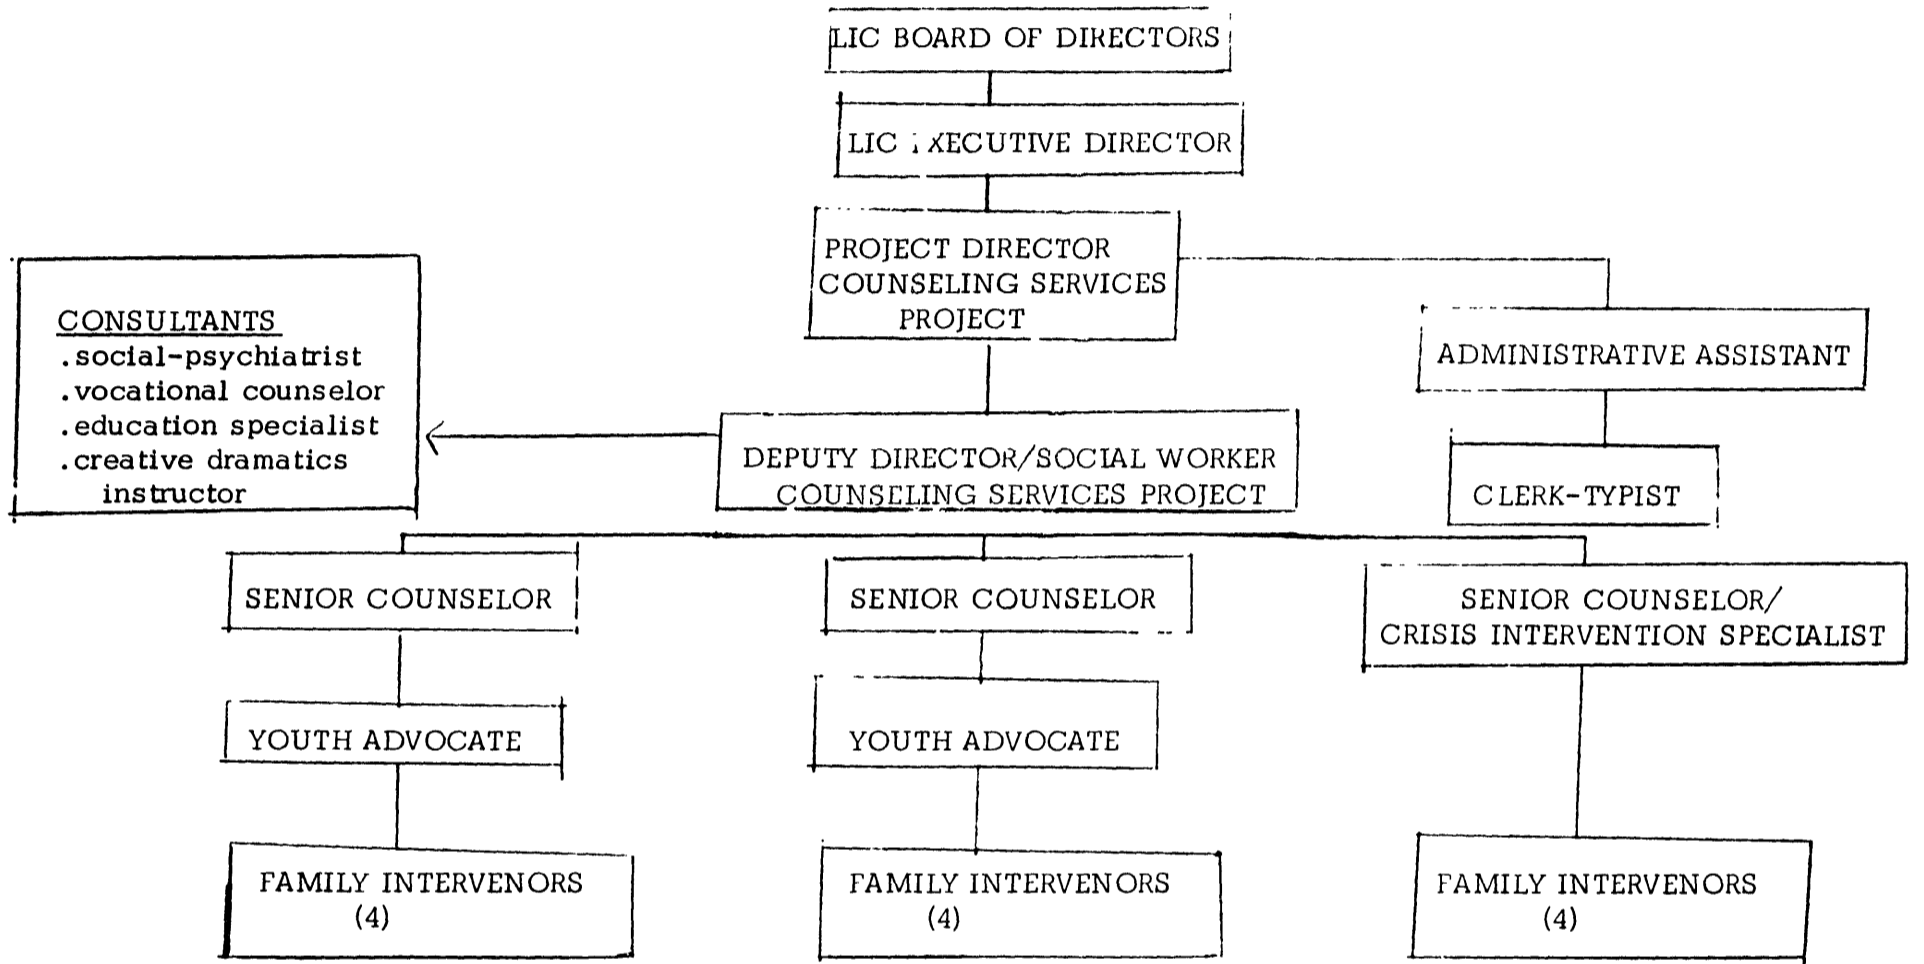 LIC BOARD OF DIRECTORS
LIC EXECUTIVE DIRECTOR
PROJECT DIRECTOR
COUNSELING SERVICES
PROJECT
CONSULTANTS
.social-psychiatrist
.vocational counselor
.education specialist
.creative dramatics
instructor
ADMINISTRATIVE ASSISTANT
DEPUTY DIRECTOR/SOCIAL WORKER
COUNSELING SERVICES PROJECT
CLERK-TYPIST
SENIOR COUNSELOR
SENIOR COUNSELOR
SENIOR COUNSELOR/
CRISIS INTERVENTION SPECIALIST
YOUTH ADVOCATE
YOUTH ADVOCATE
FAMILY INTERVENORS
(4)
FAMILY INTERVENORS
(4)
FAMILY INTERVENORS
(4)